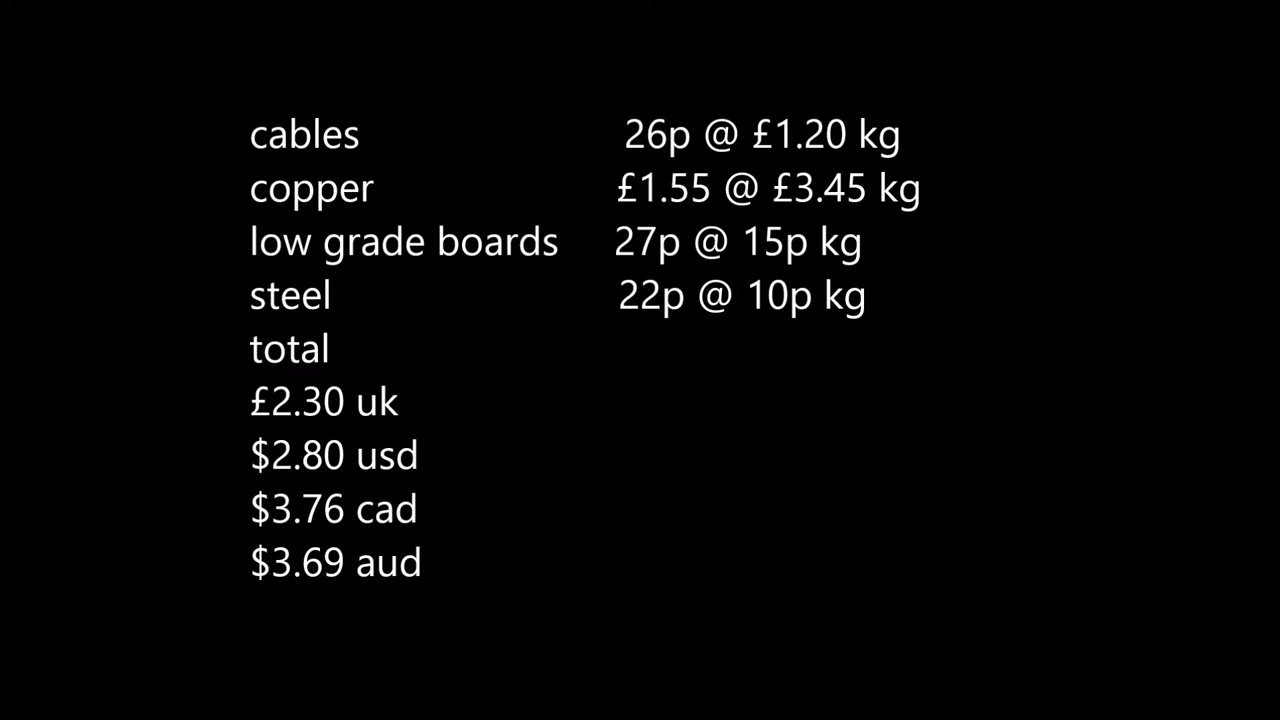 cables 26p @ £1.20 kg
copper £1.55 @ £3.45 kg
low grade boards 27p @ 15p kg
steel 22p @ 10p kg
total
£2.30 uk
$2.80 usd
$3.76 cad
$3.69 aud